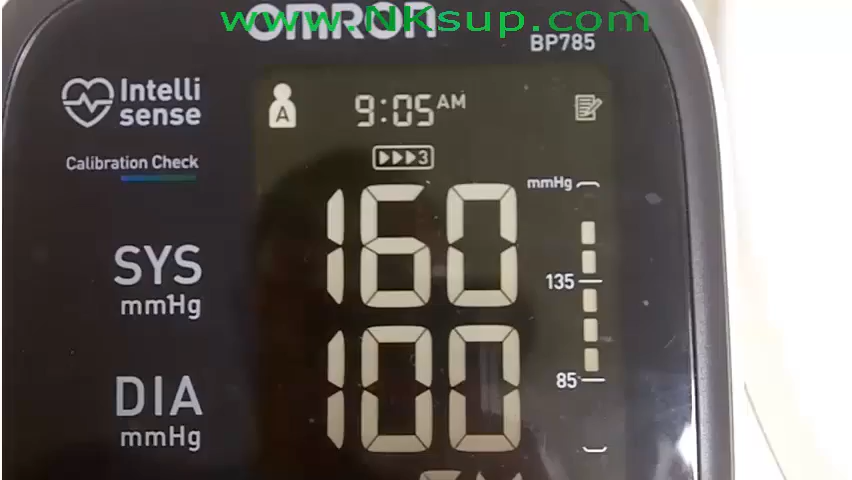 www.NKsup.com
OMRON
BP785
Intelli
sense
9:05 AM
A
Calibration Check
3
mmHg
160
SYS
mmHg
135
100
85
DIA
mmHg